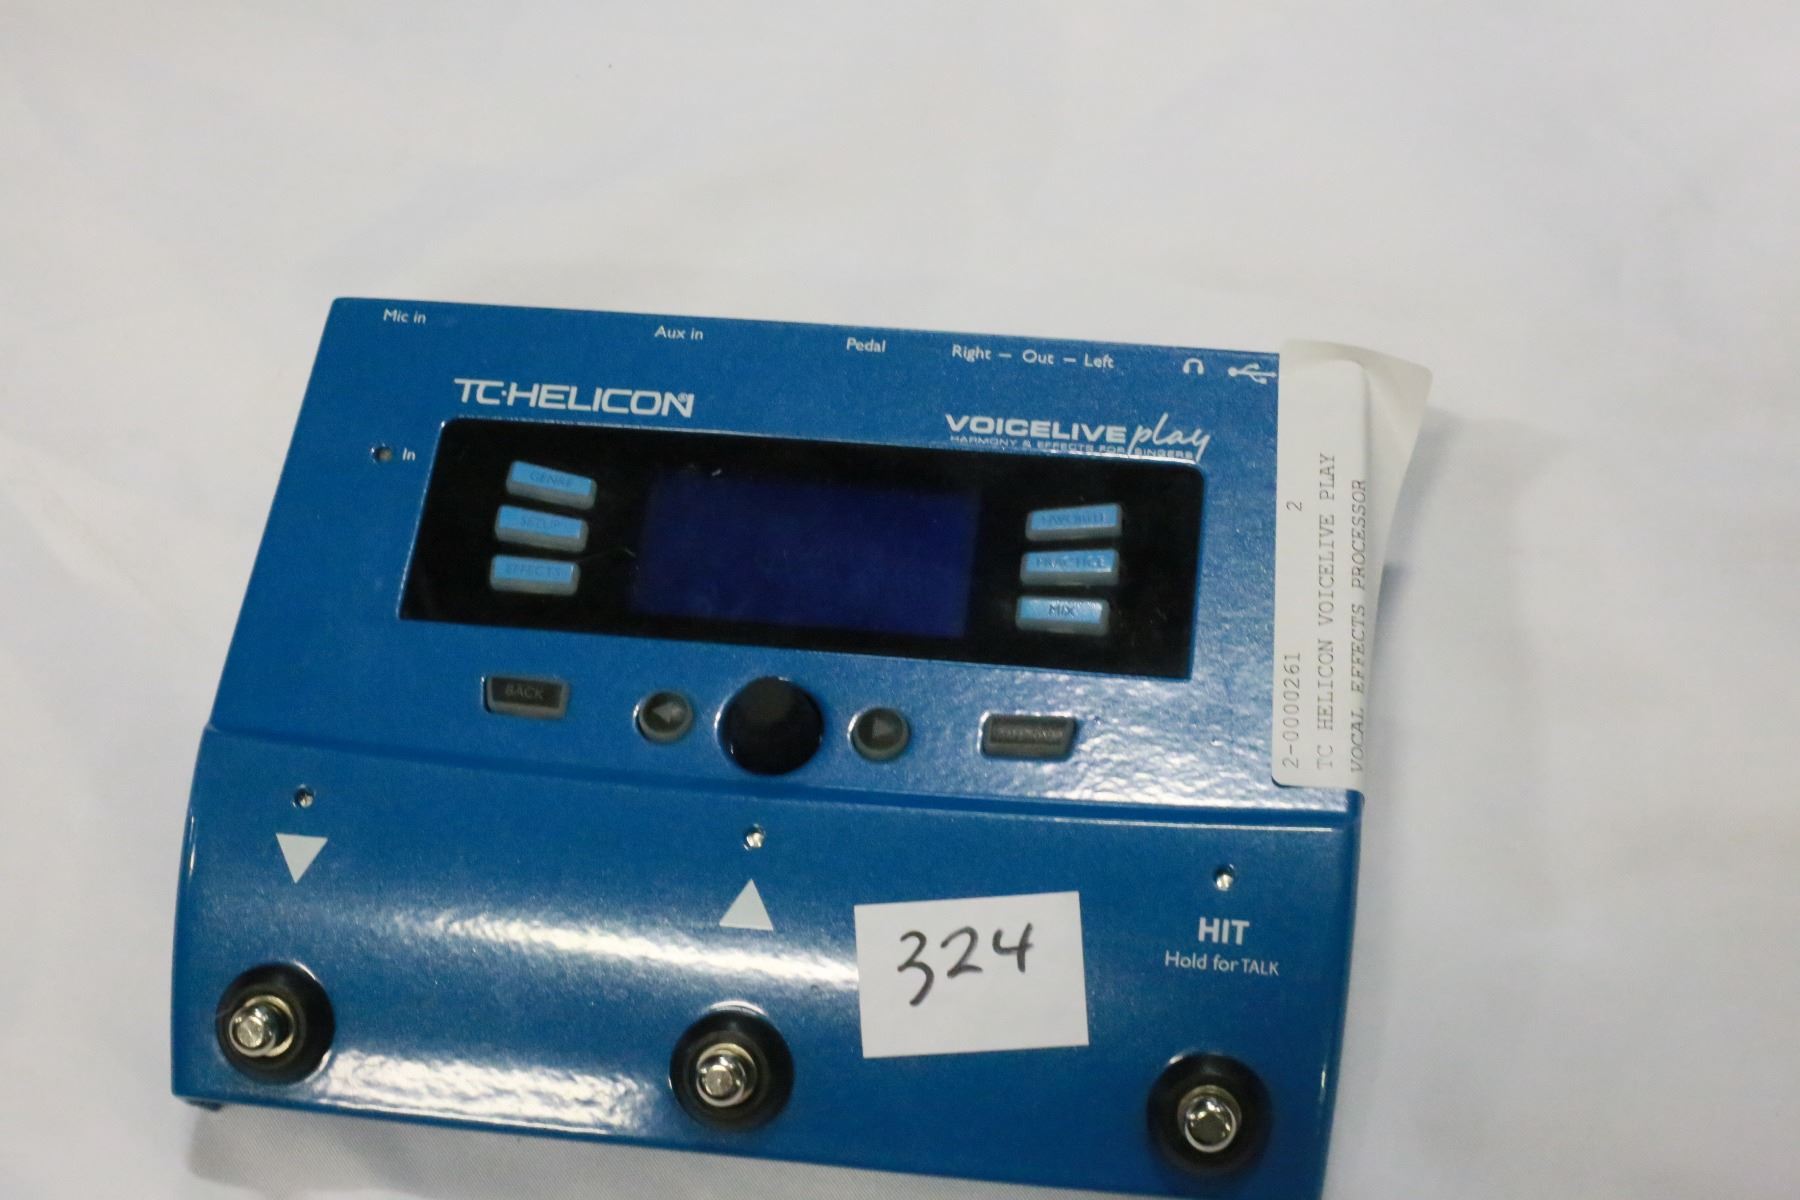 Mic in
Aux in
Pedal
Right – Out – Left
TC·HELICON®
VOICELIVE play
HARMONY & EFFECTS FOR SINGERS
In
GENRE
SETUP
EFFECTS
FAVORITE
PRACTICE
MIX
BACK
HIT
Hold for TALK
324
2-0000261 2
TC HELICON VOICELIVE PLAY
VOCAL EFFECTS PROCESSOR